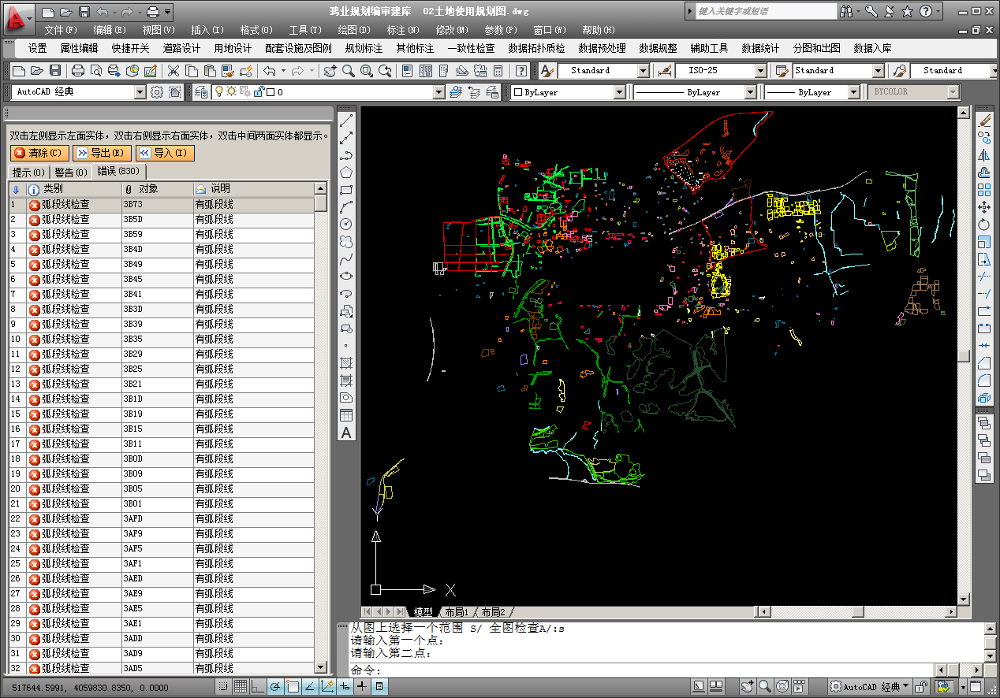 鸿业规划编审建库 02土地使用规划图.dwg
键入关键字或短语
文件(F) 编辑(E) 视图(V) 插入(I) 格式(O) 工具(T) 绘图(D) 标注(N) 修改(M) 参数(P) 窗口(W) 帮助(H)
设置 属性编辑 快捷开关 道路设计 用地设计 配套设施及图例 规划标注 其他标注 一致性检查 数据拓扑质检 数据预处理 数据规整 辅助工具 数据统计 分图和出图 数据入库
Standard ISO-25 Standard Standard
AutoCAD 经典 0 ByLayer ByLayer ByLayer BYCOLOR
双击左侧显示左面实体，双击右侧显示右面实体，双击中间两面实体都显示。
清除(C) 导出(E) 导入(I)
提示(0) 警告(0) 错误(830)
类别 对象 说明
1 弧段线检查 3B73 有弧段线
2 弧段线检查 3B5D 有弧段线
3 弧段线检查 3B59 有弧段线
4 弧段线检查 3B4D 有弧段线
5 弧段线检查 3B49 有弧段线
6 弧段线检查 3B45 有弧段线
7 弧段线检查 3B41 有弧段线
8 弧段线检查 3B3D 有弧段线
9 弧段线检查 3B39 有弧段线
10 弧段线检查 3B35 有弧段线
11 弧段线检查 3B29 有弧段线
12 弧段线检查 3B25 有弧段线
13 弧段线检查 3B21 有弧段线
14 弧段线检查 3B1D 有弧段线
15 弧段线检查 3B19 有弧段线
16 弧段线检查 3B15 有弧段线
17 弧段线检查 3B11 有弧段线
18 弧段线检查 3B0D 有弧段线
19 弧段线检查 3B09 有弧段线
20 弧段线检查 3B05 有弧段线
21 弧段线检查 3B01 有弧段线
22 弧段线检查 3AFD 有弧段线
23 弧段线检查 3AF9 有弧段线
24 弧段线检查 3AF5 有弧段线
25 弧段线检查 3AF1 有弧段线
26 弧段线检查 3AED 有弧段线
27 弧段线检查 3AE9 有弧段线
28 弧段线检查 3AE5 有弧段线
29 弧段线检查 3AE1 有弧段线
30 弧段线检查 3ADD 有弧段线
31 弧段线检查 3AD9 有弧段线
32 弧段线检查 3AD5 有弧段线
A
X
模型 布局1 布局2
从图上选择一个范围 S/ 全图检查A/:s
请输入第一个点:
请输入第二点:
命令:
517644.5991, 4059830.8350, 0.0000
AutoCAD 经典